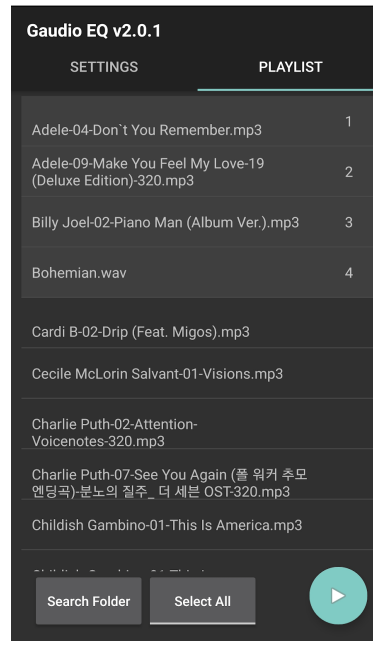 Gaudio EQ v2.0.1
SETTINGS
PLAYLIST
Adele-04-Don`t You Remember.mp3
1
Adele-09-Make You Feel My Love-19
(Deluxe Edition)-320.mp3
2
Billy Joel-02-Piano Man (Album Ver.).mp3
3
Bohemian.wav
4
Cardi B-02-Drip (Feat. Migos).mp3
Cecile McLorin Salvant-01-Visions.mp3
Charlie Puth-02-Attention-
Voicenotes-320.mp3
Charlie Puth-07-See You Again (폴 워커 추모
엔딩곡)-분노의 질주_ 더 세븐 OST-320.mp3
Childish Gambino-01-This Is America.mp3
Search Folder
Select All